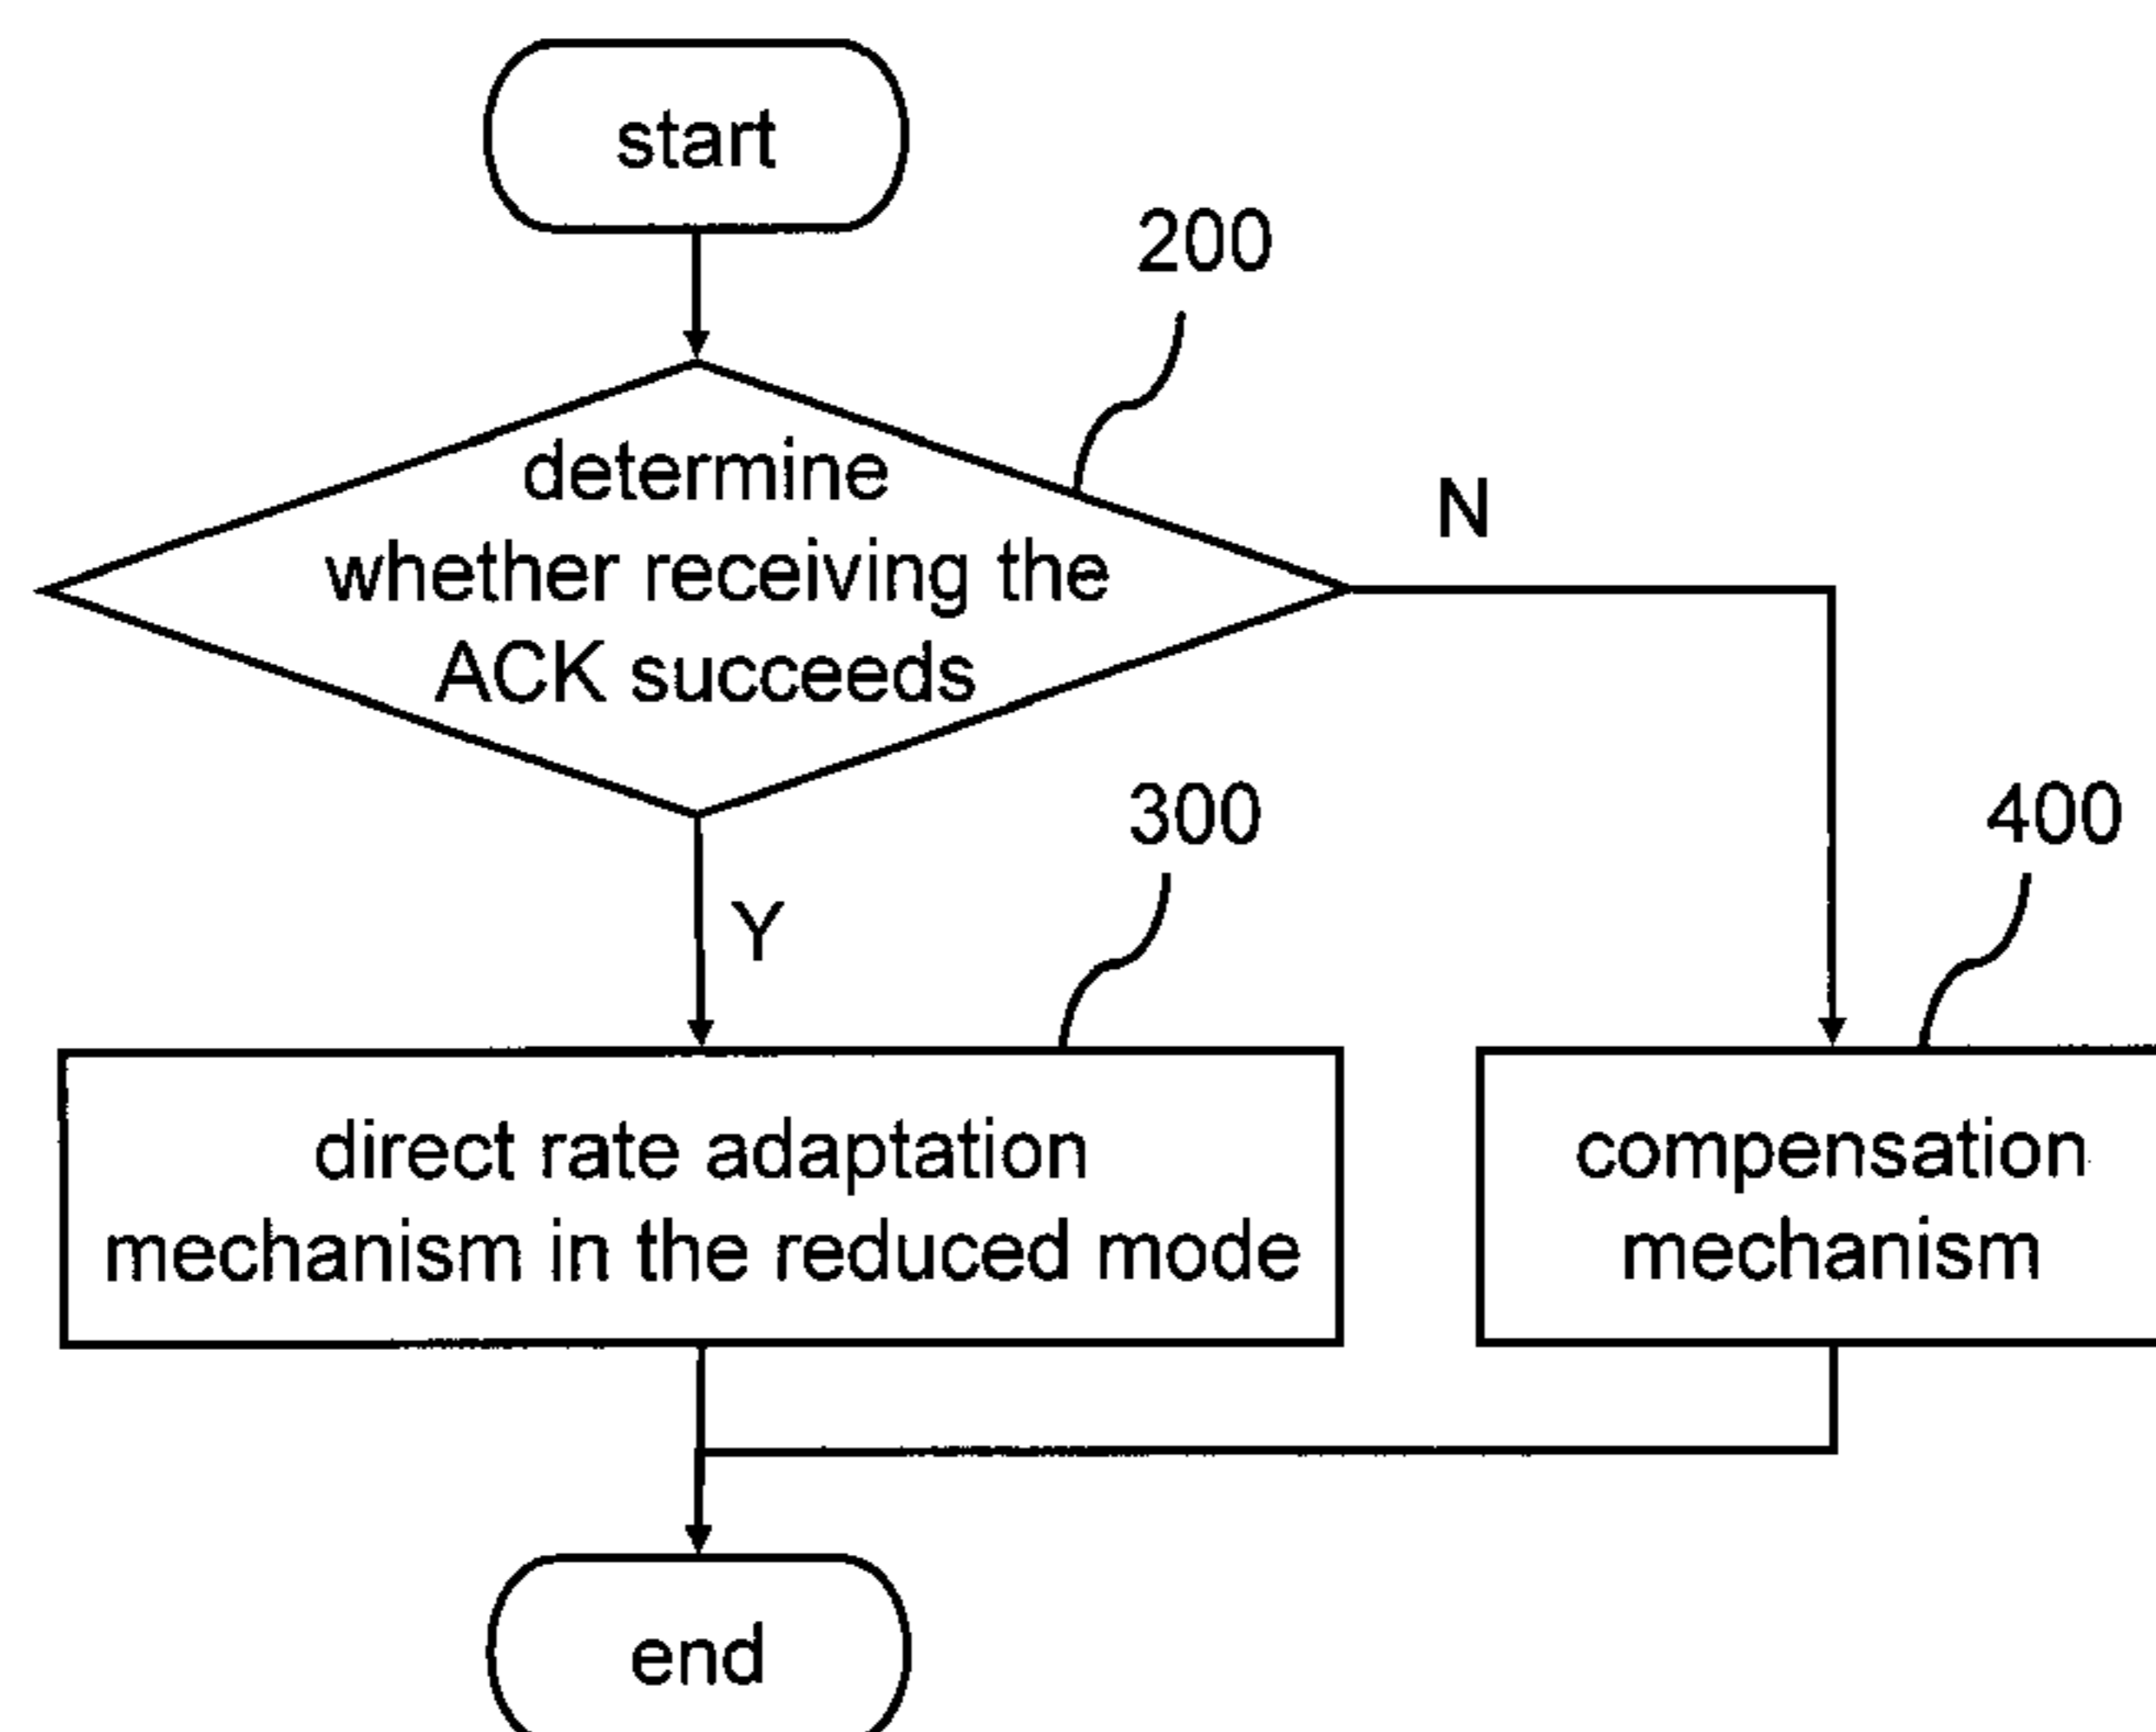 start
200
determine
whether receiving the
ACK succeeds
N
Y
300
400
direct rate adaptation
mechanism in the reduced mode
compensation
mechanism
end